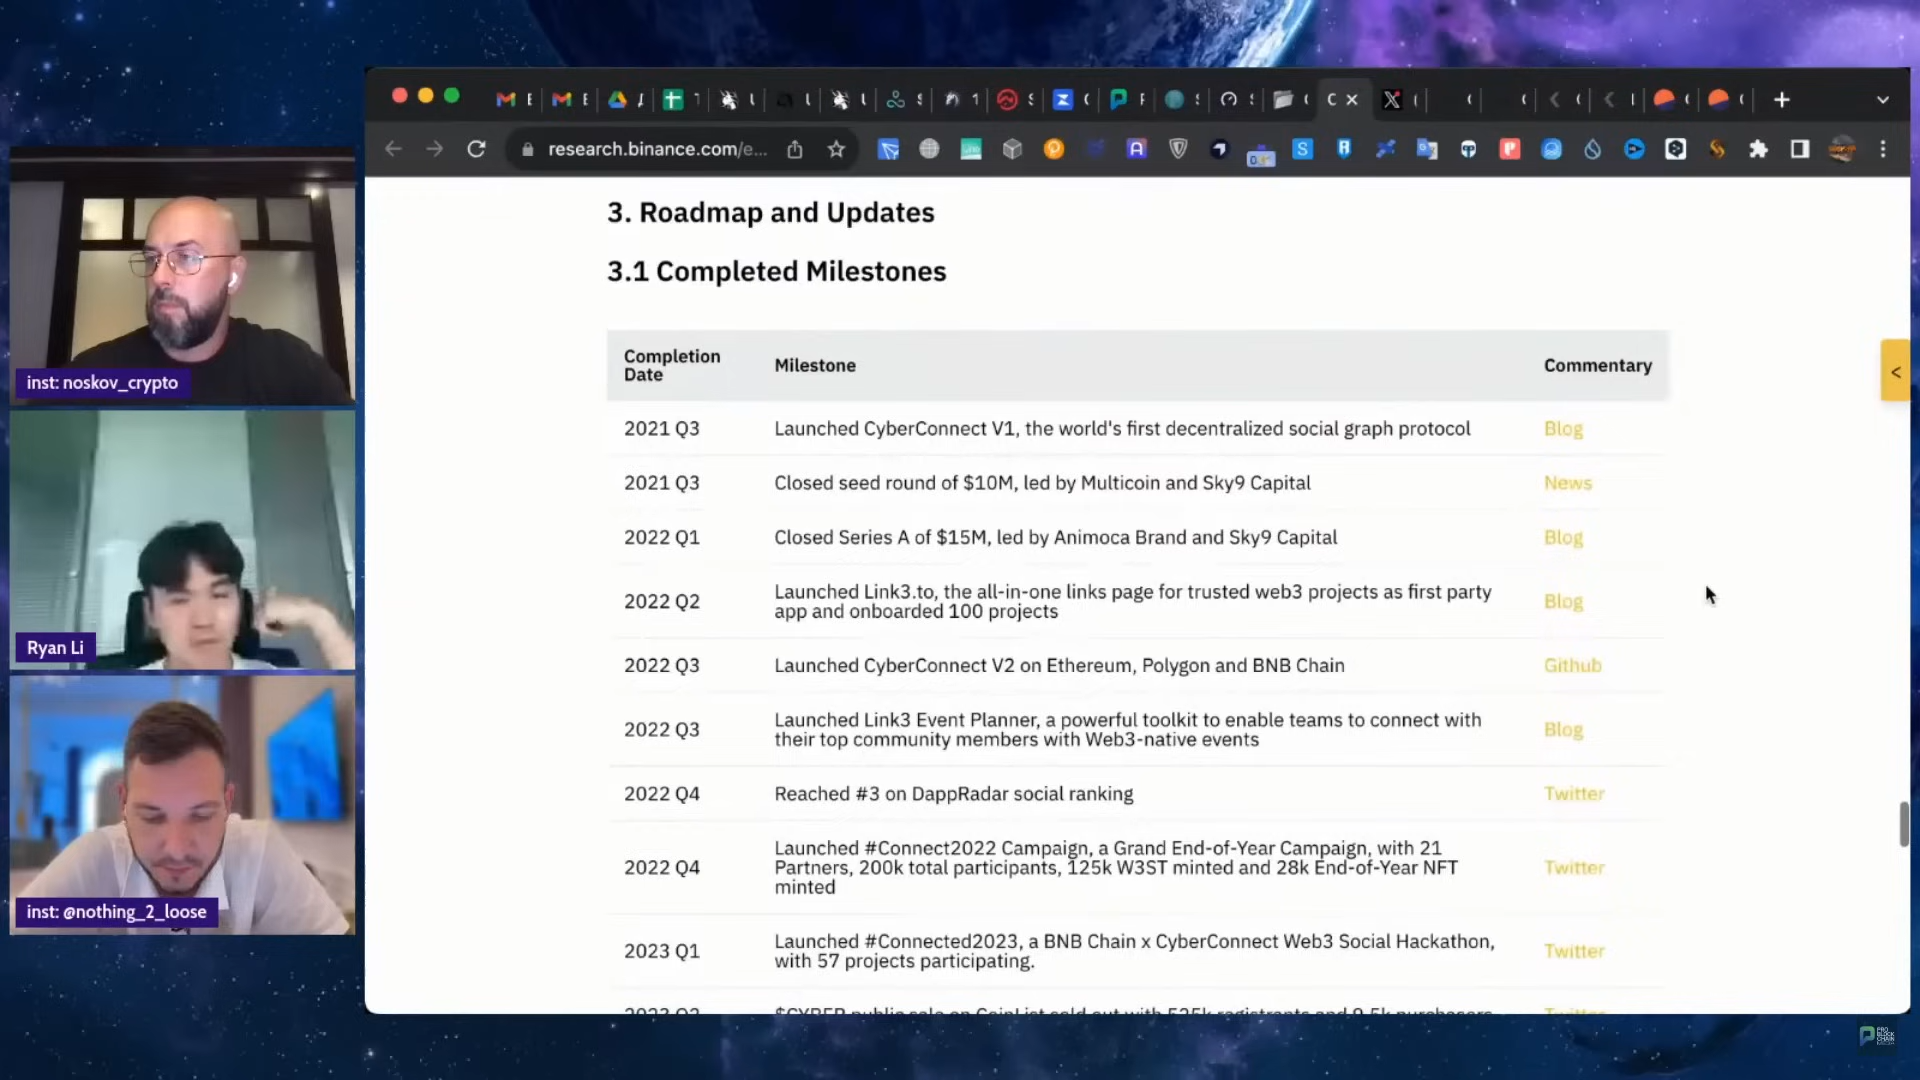 research.binance.com/e...
3. Roadmap and Updates
3.1 Completed Milestones
Completion
Date
Milestone
Commentary
2021 Q3
Launched CyberConnect V1, the world's first decentralized social graph protocol
Blog
2021 Q3
Closed seed round of $10M, led by Multicoin and Sky9 Capital
News
2022 Q1
Closed Series A of $15M, led by Animoca Brand and Sky9 Capital
Blog
2022 Q2
Launched Link3.to, the all-in-one links page for trusted web3 projects as first party
app and onboarded 100 projects
Blog
2022 Q3
Launched CyberConnect V2 on Ethereum, Polygon and BNB Chain
Github
2022 Q3
Launched Link3 Event Planner, a powerful toolkit to enable teams to connect with
their top community members with Web3-native events
Blog
2022 Q4
Reached #3 on DappRadar social ranking
Twitter
2022 Q4
Launched #Connect2022 Campaign, a Grand End-of-Year Campaign, with 21
Partners, 200k total participants, 125k W3ST minted and 28k End-of-Year NFT
minted
Twitter
2023 Q1
Launched #Connected2023, a BNB Chain x CyberConnect Web3 Social Hackathon,
with 57 projects participating.
Twitter
inst: noskov_crypto
Ryan Li
inst: @nothing_2_loose